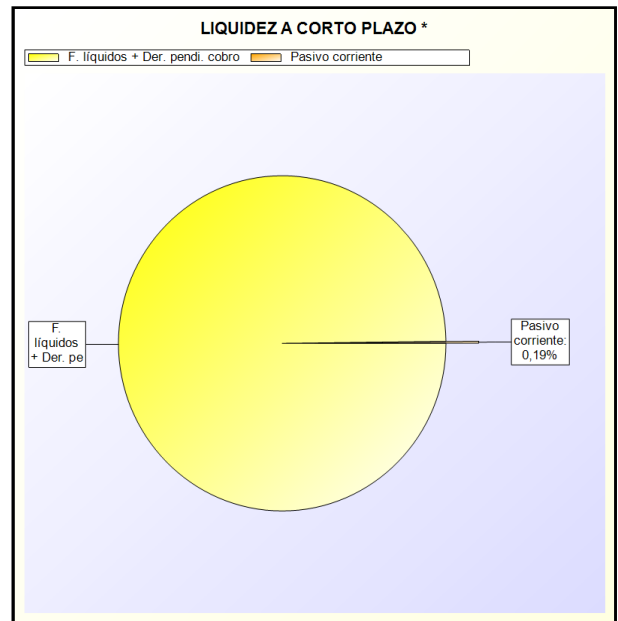 LIQUIDEZ A CORTO PLAZO *
F. líquidos + Der. pendi. cobro Pasivo corriente
F.
líquidos
+ Der. pe
Pasivo
corriente:
0,19%